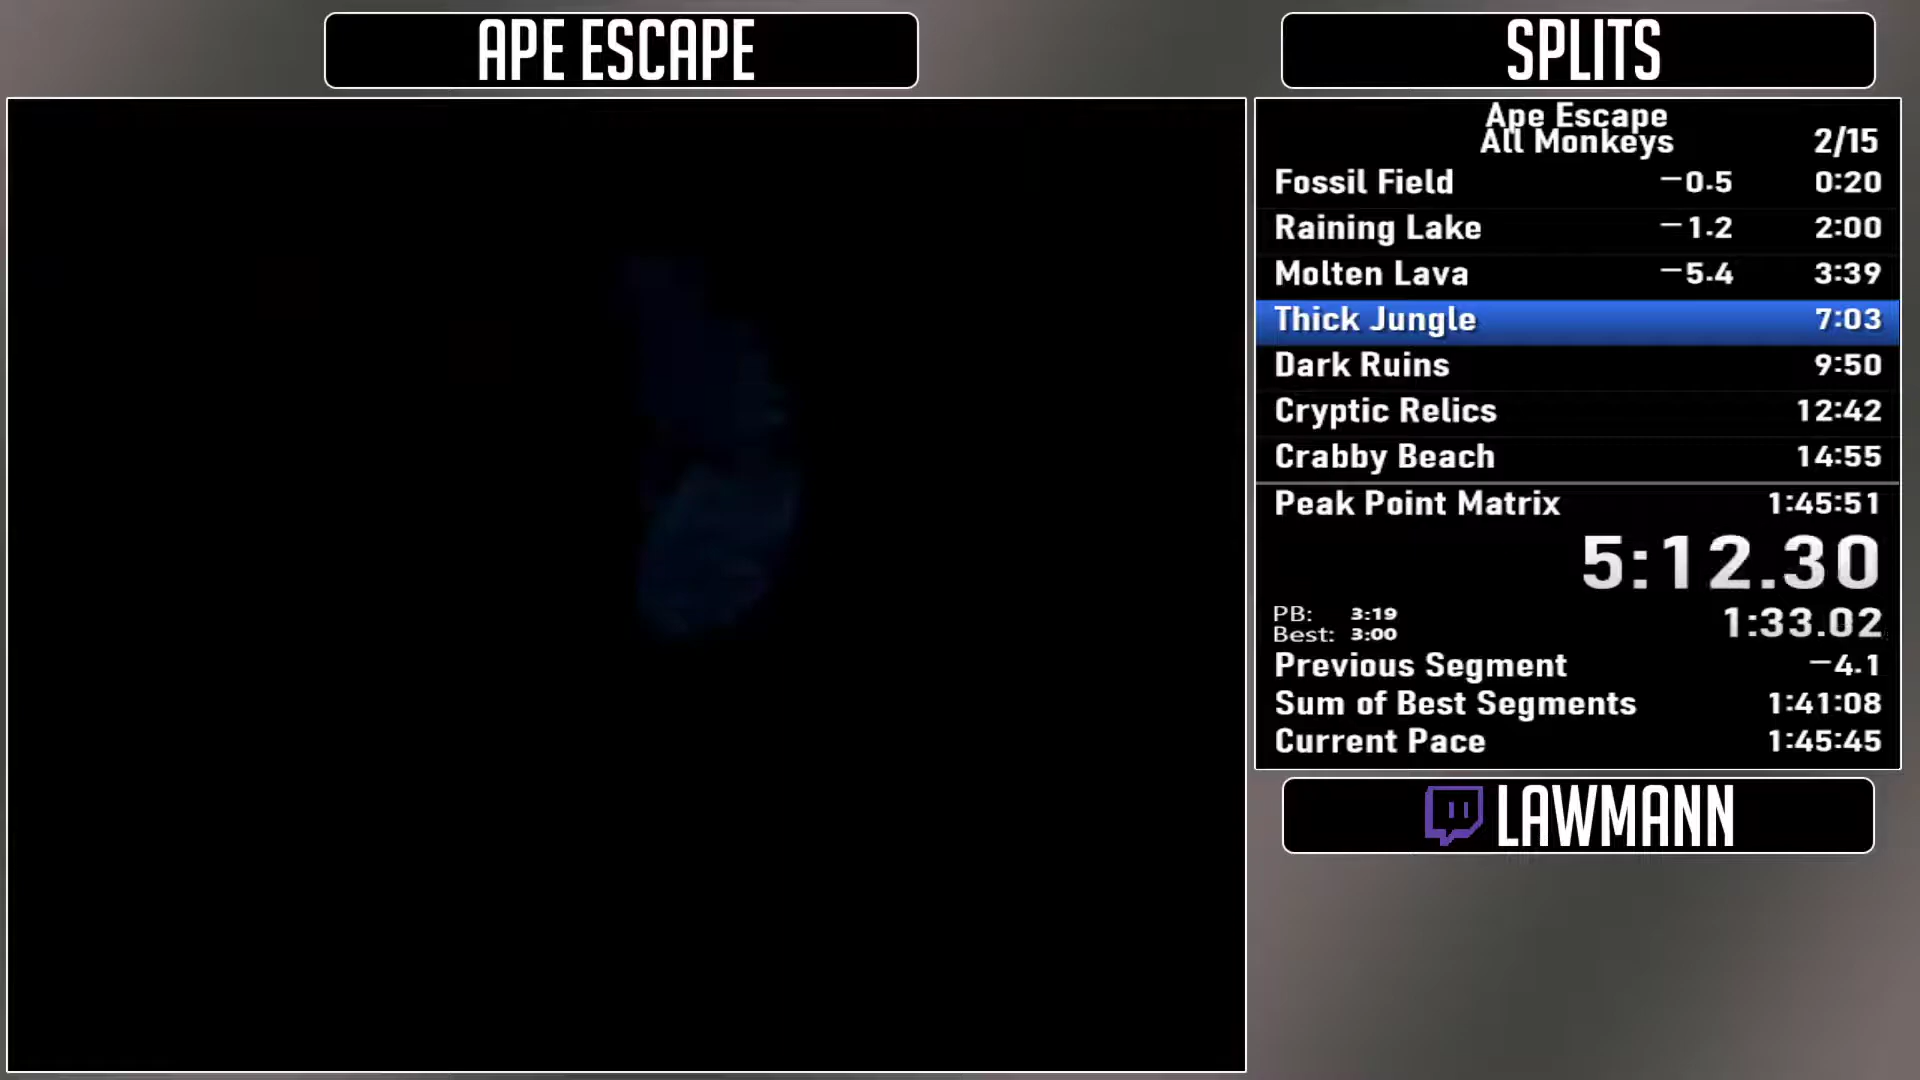 APE ESCAPE
SPLITS
Ape Escape
All Monkeys 2/15
Fossil Field −0.5 0:20
Raining Lake −1.2 2:00
Molten Lava −5.4 3:39
Thick Jungle 7:03
Dark Ruins 9:50
Cryptic Relics 12:42
Crabby Beach 14:55
Peak Point Matrix 1:45:51
5:12.30
PB: 3:19 1:33.02
Best: 3:00
Previous Segment −4.1
Sum of Best Segments 1:41:08
Current Pace 1:45:45
LAWMANN